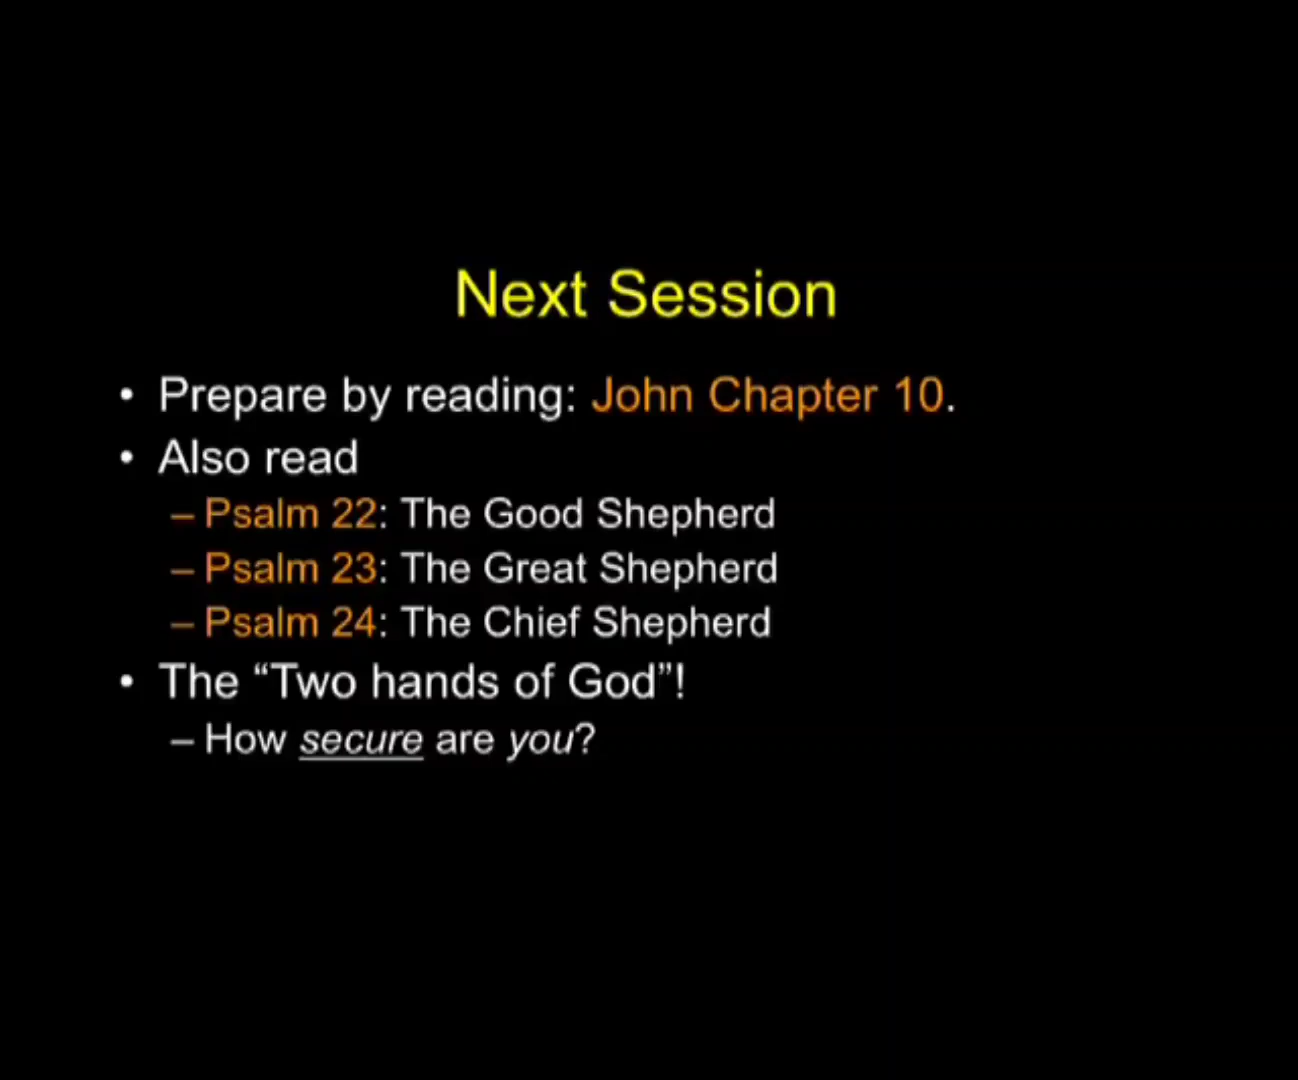 Next Session
• Prepare by reading: John Chapter 10.
• Also read
– Psalm 22: The Good Shepherd
– Psalm 23: The Great Shepherd
– Psalm 24: The Chief Shepherd
• The “Two hands of God”!
– How secure are you?